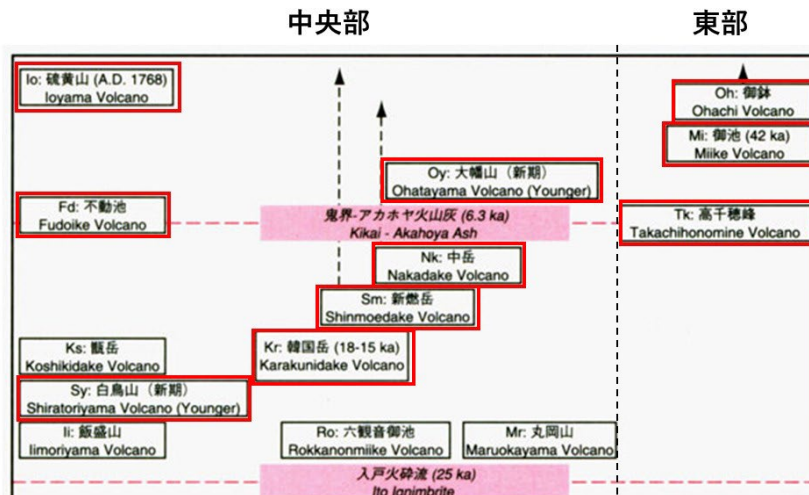 中央部
東部
Io: 硫黄山 (A.D. 1768)
Ioyama Volcano
Oh: 御鉢
Ohachi Volcano
Mi: 御池 (42 ka)
Miike Volcano
Oy: 大幡山 (新期)
Ohatayama Volcano (Younger)
Fd: 不動池
Fudoike Volcano
鬼界-アカホヤ火山灰 (6.3 ka)
Kikai - Akahoya Ash
Tk: 高千穂峰
Takachihonomine Volcano
Nk: 中岳
Nakadake Volcano
Sm: 新燃岳
Shinmoedake Volcano
Ks: 甑岳
Koshikidake Volcano
Kr: 韓国岳 (18-15 ka)
Karakunidake Volcano
Sy: 白鳥山 (新期)
Shiratoriyama Volcano (Younger)
Ii: 飯盛山
Iimoriyama Volcano
Ro: 六観音御池
Rokkanonmiike Volcano
Mr: 丸岡山
Maruokayama Volcano
入戸火砕流 (25 ka)
Ito Ignimbrite